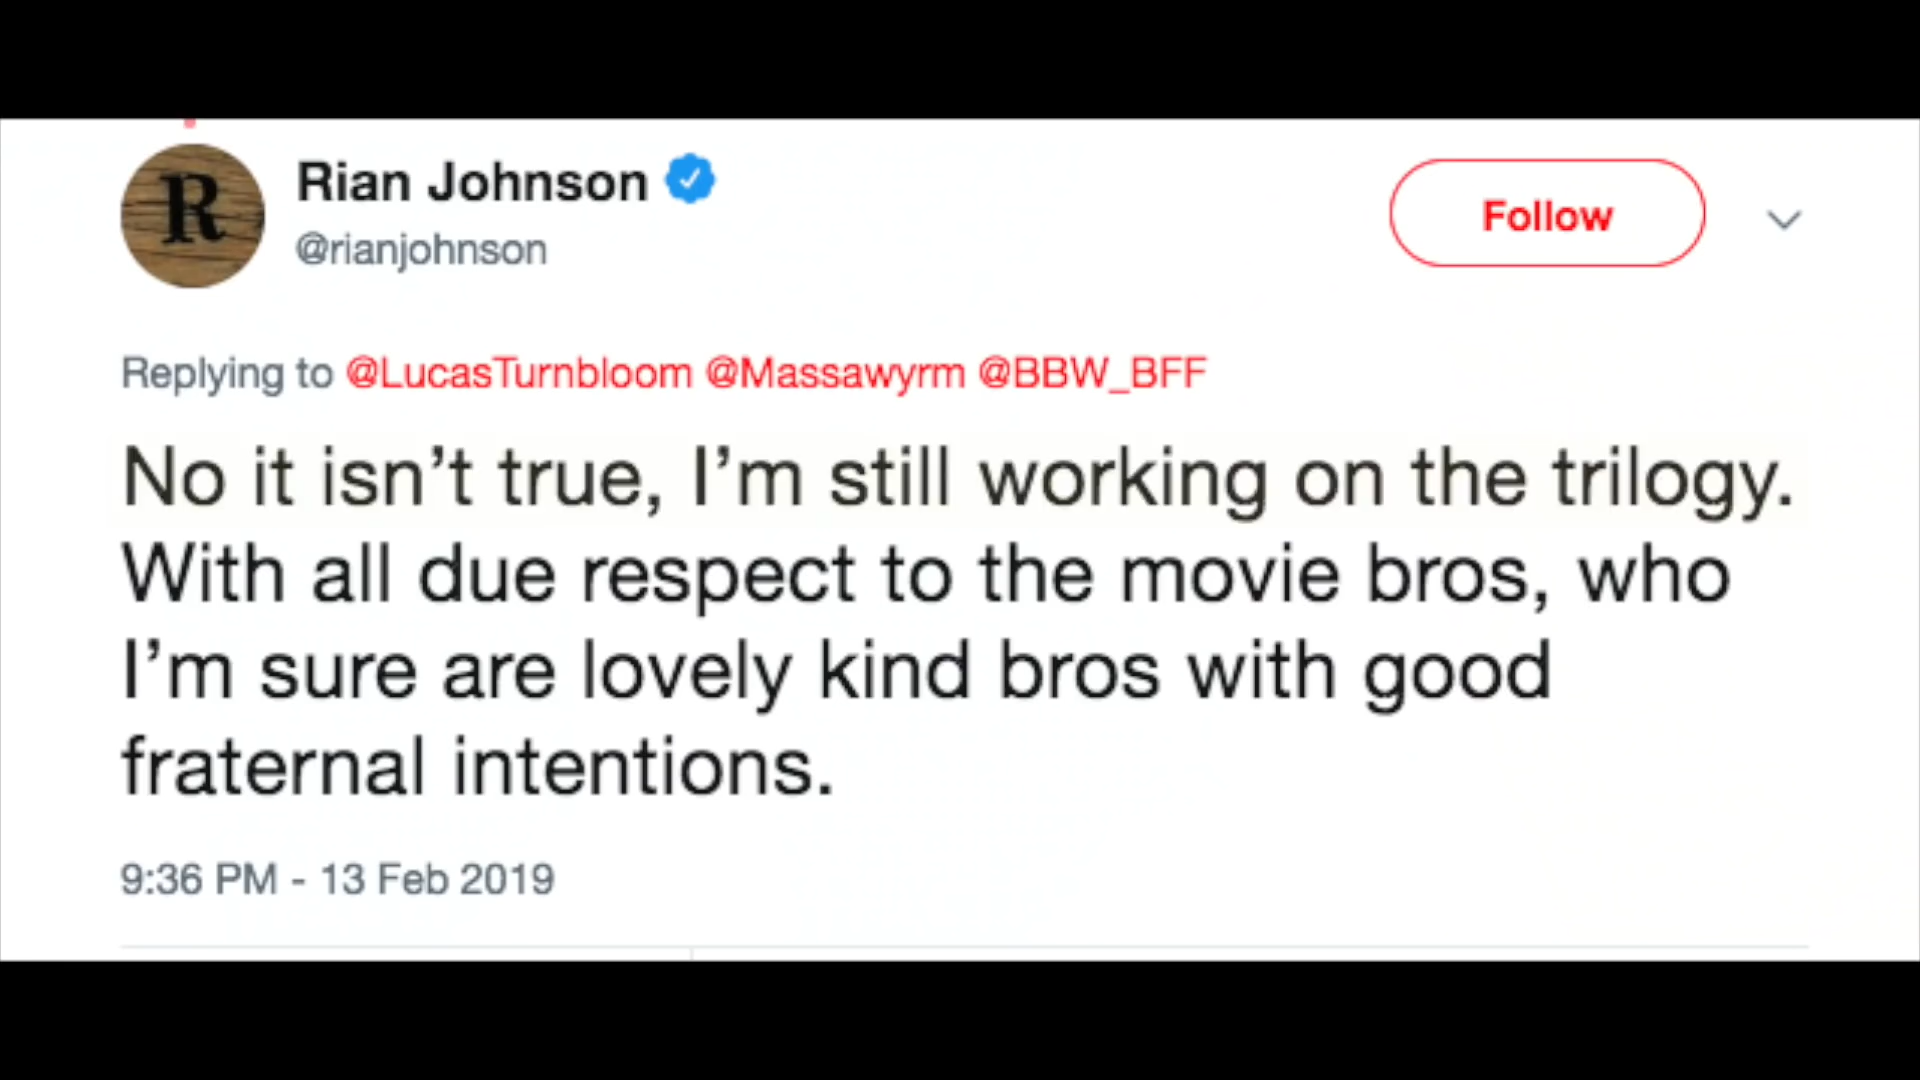 R
Rian Johnson
@rianjohnson
Follow
Replying to @LucasTurnbloom @Massawyrm @BBW_BFF
No it isn’t true, I’m still working on the trilogy.
With all due respect to the movie bros, who
I’m sure are lovely kind bros with good
fraternal intentions.
9:36 PM - 13 Feb 2019